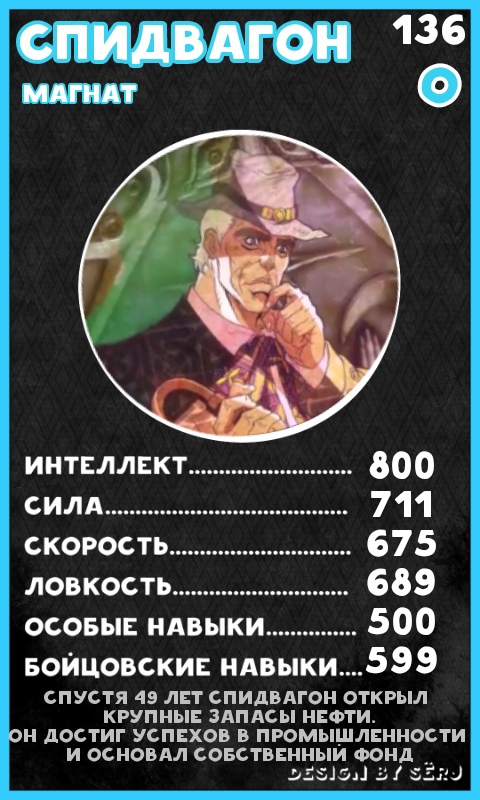 СПИДВАГОН
136
МАГНАТ
ИНТЕЛЛЕКТ.......................... 800
СИЛА....................................... 711
СКОРОСТЬ............................. 675
ЛОВКОСТЬ............................ 689
ОСОБЫЕ НАВЫКИ.............. 500
БОЙЦОВСКИЕ НАВЫКИ.... 599
СПУСТЯ 49 ЛЕТ СПИДВАГОН ОТКРЫЛ
КРУПНЫЕ ЗАПАСЫ НЕФТИ.
ОН ДОСТИГ УСПЕХОВ В ПРОМЫШЛЕННОСТИ
И ОСНОВАЛ СОБСТВЕННЫЙ ФОНД
DESIGN BY SЁRJ